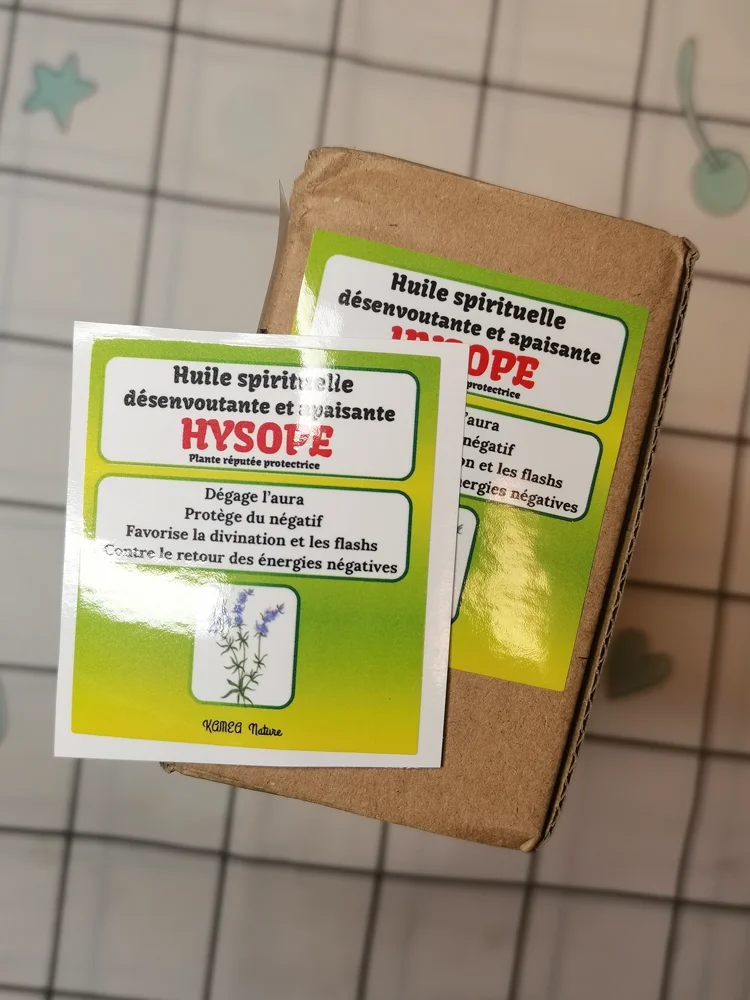 Huile spirituelle
désenvoutante et apaisante
HYSOPE
Plante réputée protectrice
Dégage l'aura
Protège du négatif
Favorise la divination et les flashs
Contre le retour des énergies négatives
KAMEA Nature
Huile spirituelle
désenvoutante et apaisante
HYSOPE
protectrice
l'aura
négatif
et les flashs
énergies négatives